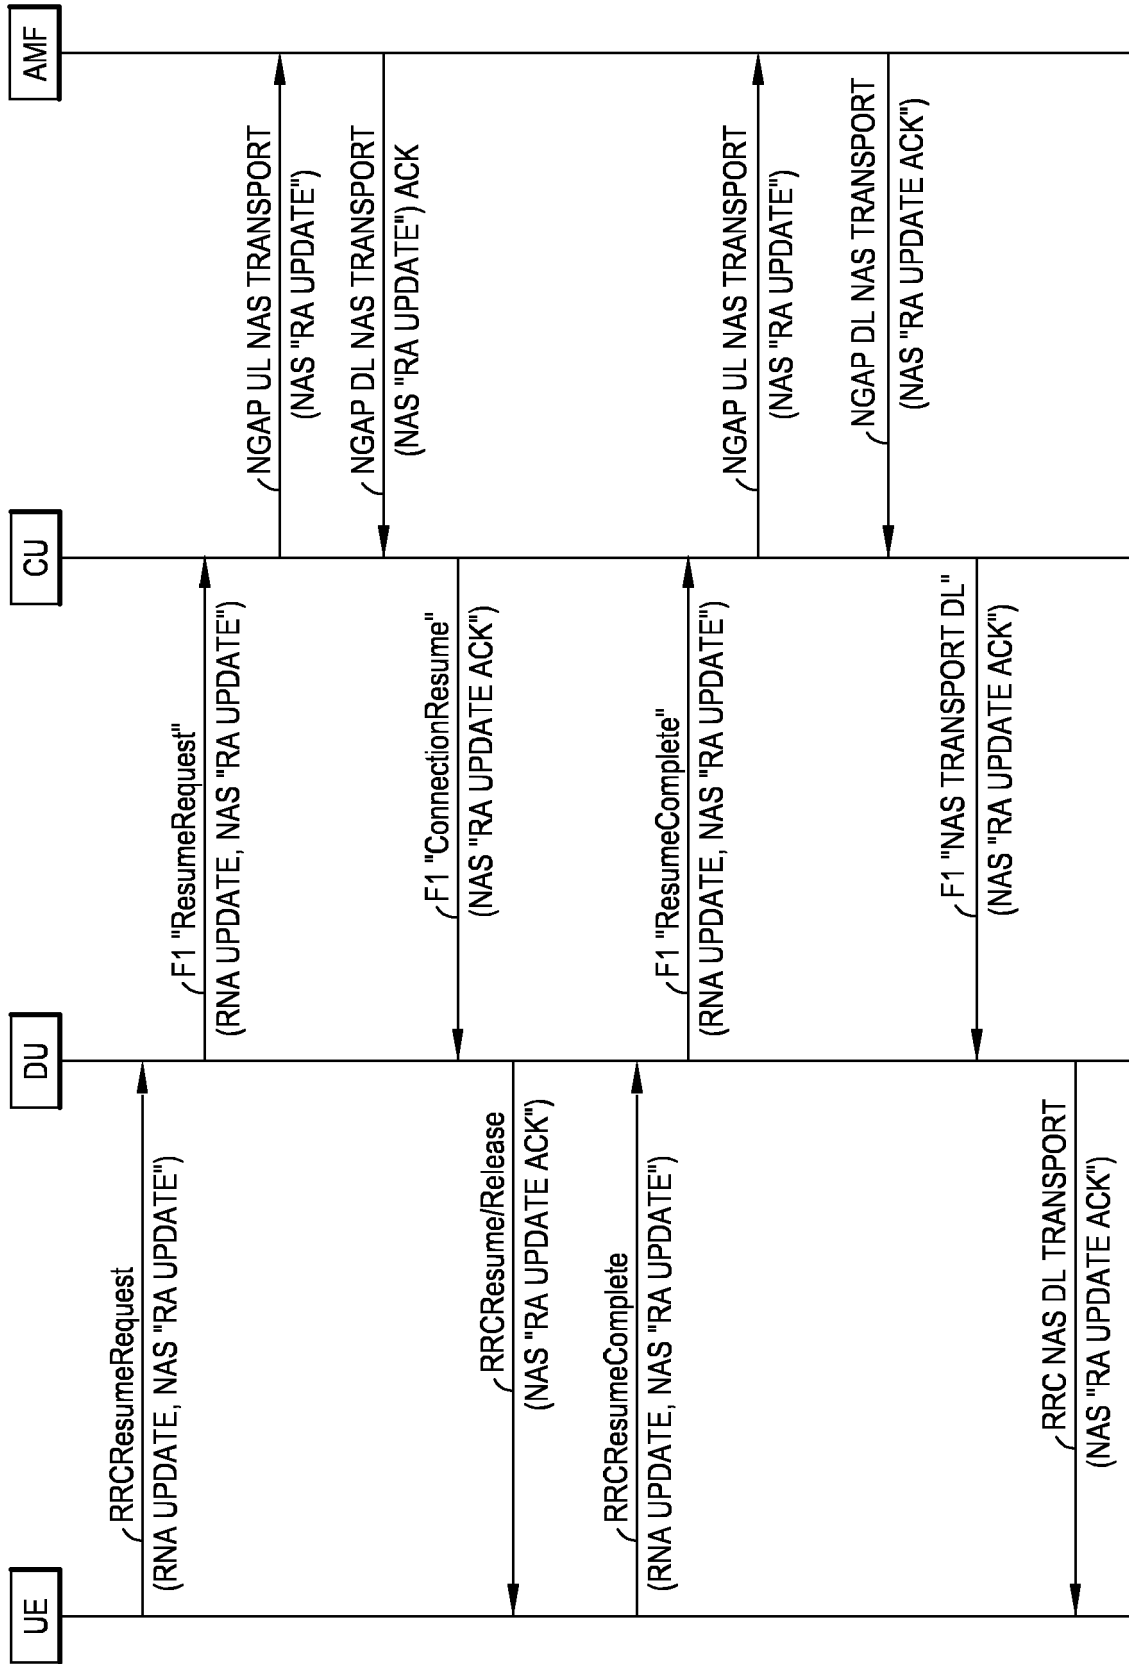 UE
DU
CU
AMF
RRCResumeRequest
(RNA UPDATE, NAS "RA UPDATE")
F1 "ResumeRequest"
(RNA UPDATE, NAS "RA UPDATE")
NGAP UL NAS TRANSPORT
(NAS "RA UPDATE")
NGAP DL NAS TRANSPORT
(NAS "RA UPDATE") ACK
F1 "ConnectionResume"
(NAS "RA UPDATE ACK")
RRCResume/Release
(NAS "RA UPDATE ACK")
RRCResumeComplete
(RNA UPDATE, NAS "RA UPDATE")
F1 "ResumeComplete"
(RNA UPDATE, NAS "RA UPDATE")
NGAP UL NAS TRANSPORT
(NAS "RA UPDATE")
NGAP DL NAS TRANSPORT
(NAS "RA UPDATE ACK")
F1 "NAS TRANSPORT DL"
(NAS "RA UPDATE ACK")
RRC NAS DL TRANSPORT
(NAS "RA UPDATE ACK")